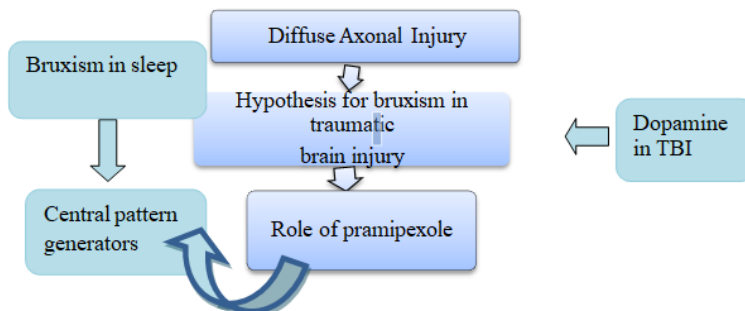 Diffuse Axonal Injury
Bruxism in sleep
Hypothesis for bruxism in
traumatic
brain injury
Dopamine
in TBI
Central pattern
generators
Role of pramipexole